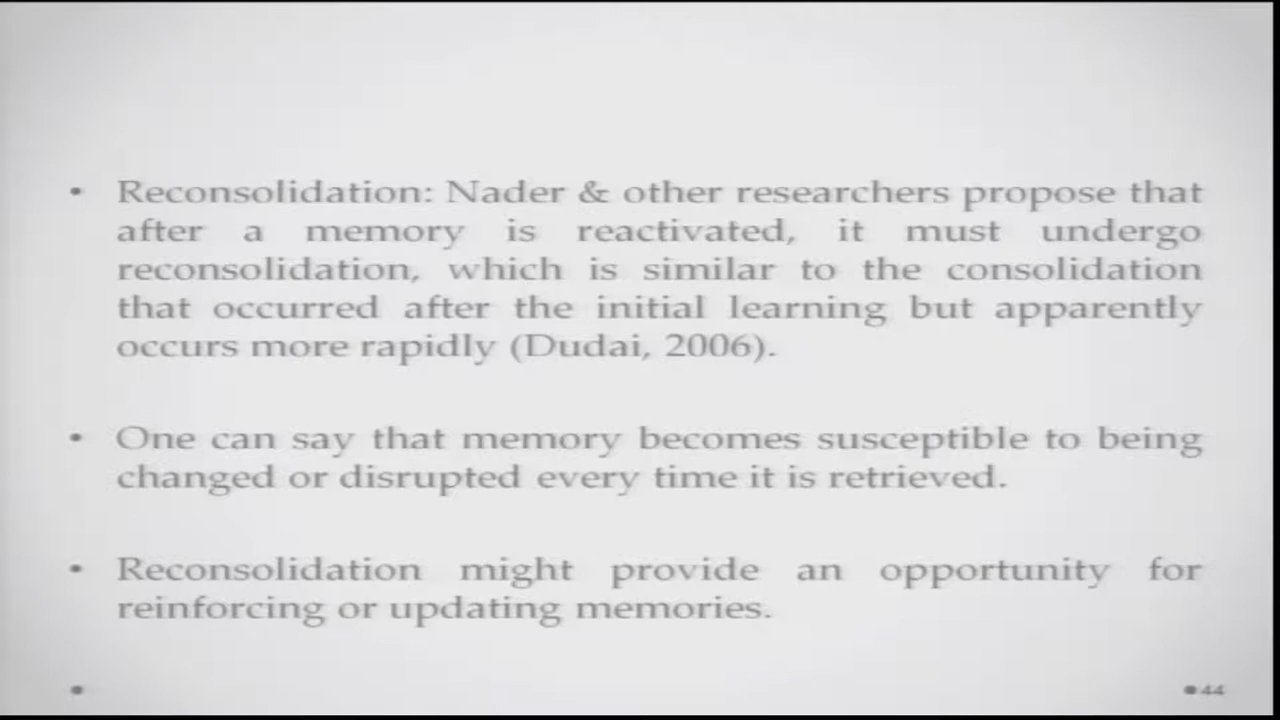 • Reconsolidation: Nader & other researchers propose that
after a memory is reactivated, it must undergo
reconsolidation, which is similar to the consolidation
that occurred after the initial learning but apparently
occurs more rapidly (Dudai, 2006).
• One can say that memory becomes susceptible to being
changed or disrupted every time it is retrieved.
• Reconsolidation might provide an opportunity for
reinforcing or updating memories.
•
•44